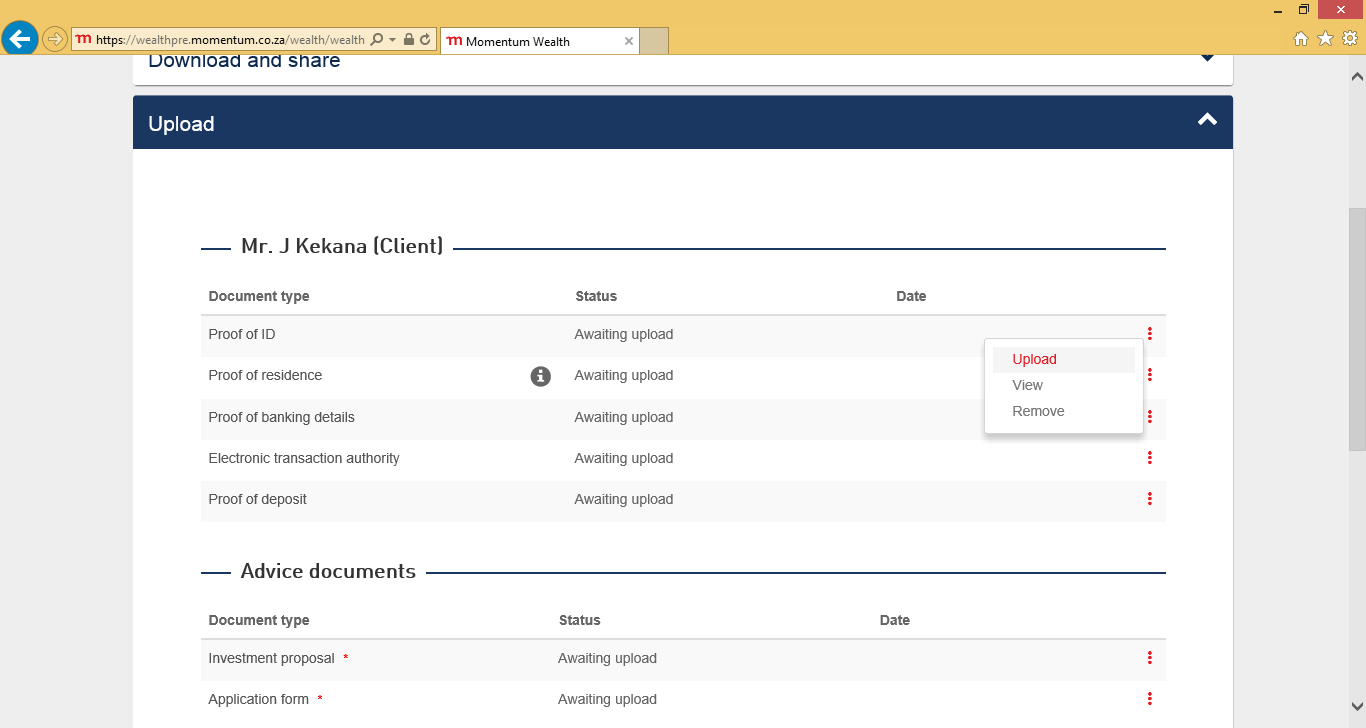 https://wealthpre.momentum.co.za/wealth/wealth
m Momentum Wealth
Download and share
Upload
Mr. J Kekana (Client)
Document type Status Date
Proof of ID Awaiting upload
Upload
Proof of residence Awaiting upload
View
Remove
Proof of banking details Awaiting upload
Electronic transaction authority Awaiting upload
Proof of deposit Awaiting upload
Advice documents
Document type Status Date
Investment proposal * Awaiting upload
Application form * Awaiting upload